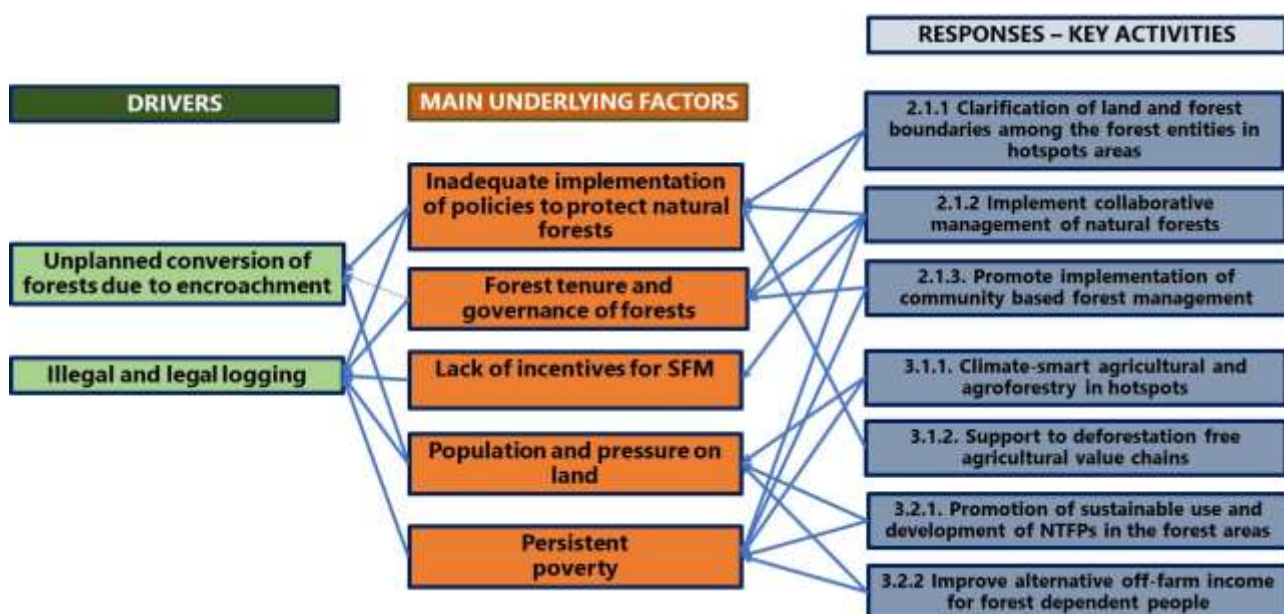 RESPONSES – KEY ACTIVITIES
DRIVERS
MAIN UNDERLYING FACTORS
Unplanned conversion of
forests due to encroachment
Illegal and legal logging
Inadequate implementation
of policies to protect natural
forests
Forest tenure and
governance of forests
Lack of incentives for SFM
Population and pressure on
land
Persistent
poverty
2.1.1 Clarification of land and forest
boundaries among the forest entities in
hotspots areas
2.1.2 Implement collaborative
management of natural forests
2.1.3. Promote implementation of
community based forest management
3.1.1. Climate-smart agricultural and
agroforestry in hotspots
3.1.2. Support to deforestation free
agricultural value chains
3.2.1. Promotion of sustainable use and
development of NTFPs in the forest areas
3.2.2 Improve alternative off-farm income
for forest dependent people